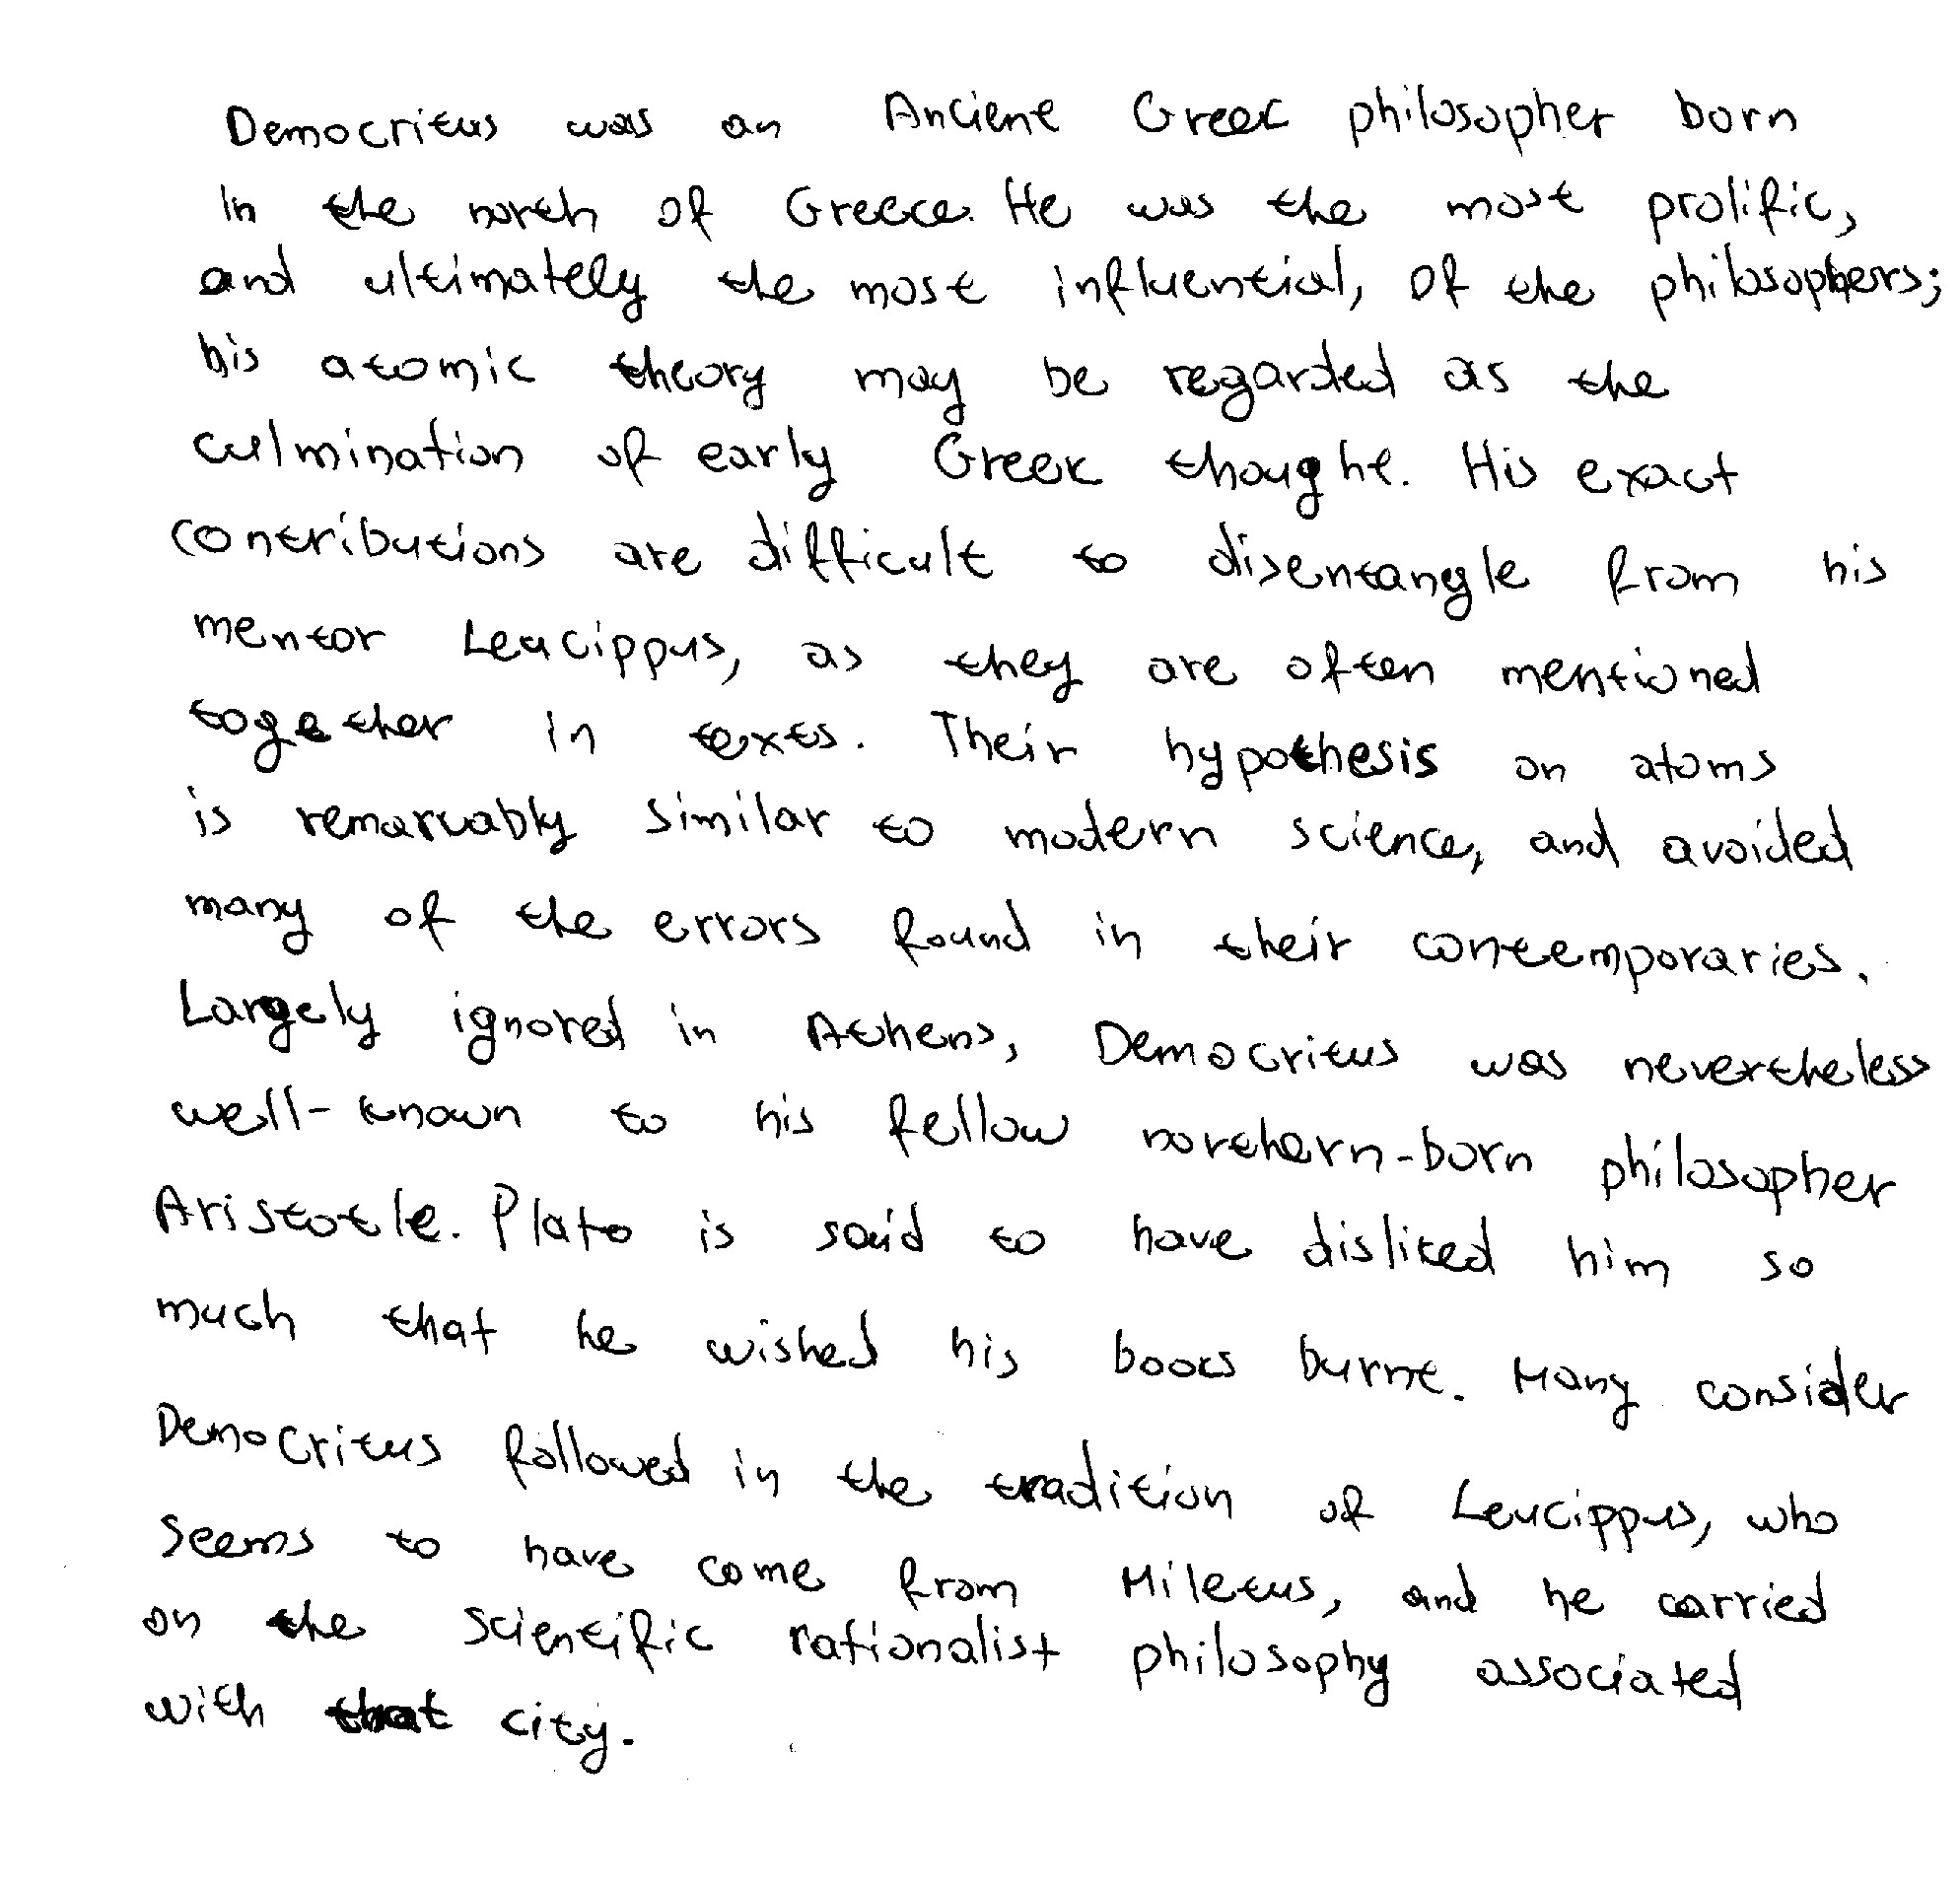 Democritus was an Ancient Greek philosopher born
in the north of Greece. He was the most prolific,
and ultimately the most influential, of the philosophers;
his atomic theory may be regarded as the
culmination of early Greek thought. His exact
contributions are difficult to disentangle from his
mentor Leucippus, as they are often mentioned
together in texts. Their hypothesis on atoms
is remarkably similar to modern science, and avoided
many of the errors found in their contemporaries.
Largely ignored in Athens, Democritus was nevertheless
well-known to his fellow northern-born philosopher
Aristotle. Plato is said to have disliked him so
much that he wished his books burnt. Many consider
Democritus followed in the tradition of Leucippus, who
seems to have come from Miletus, and he carried
on the scientific rationalist philosophy associated
with that city.